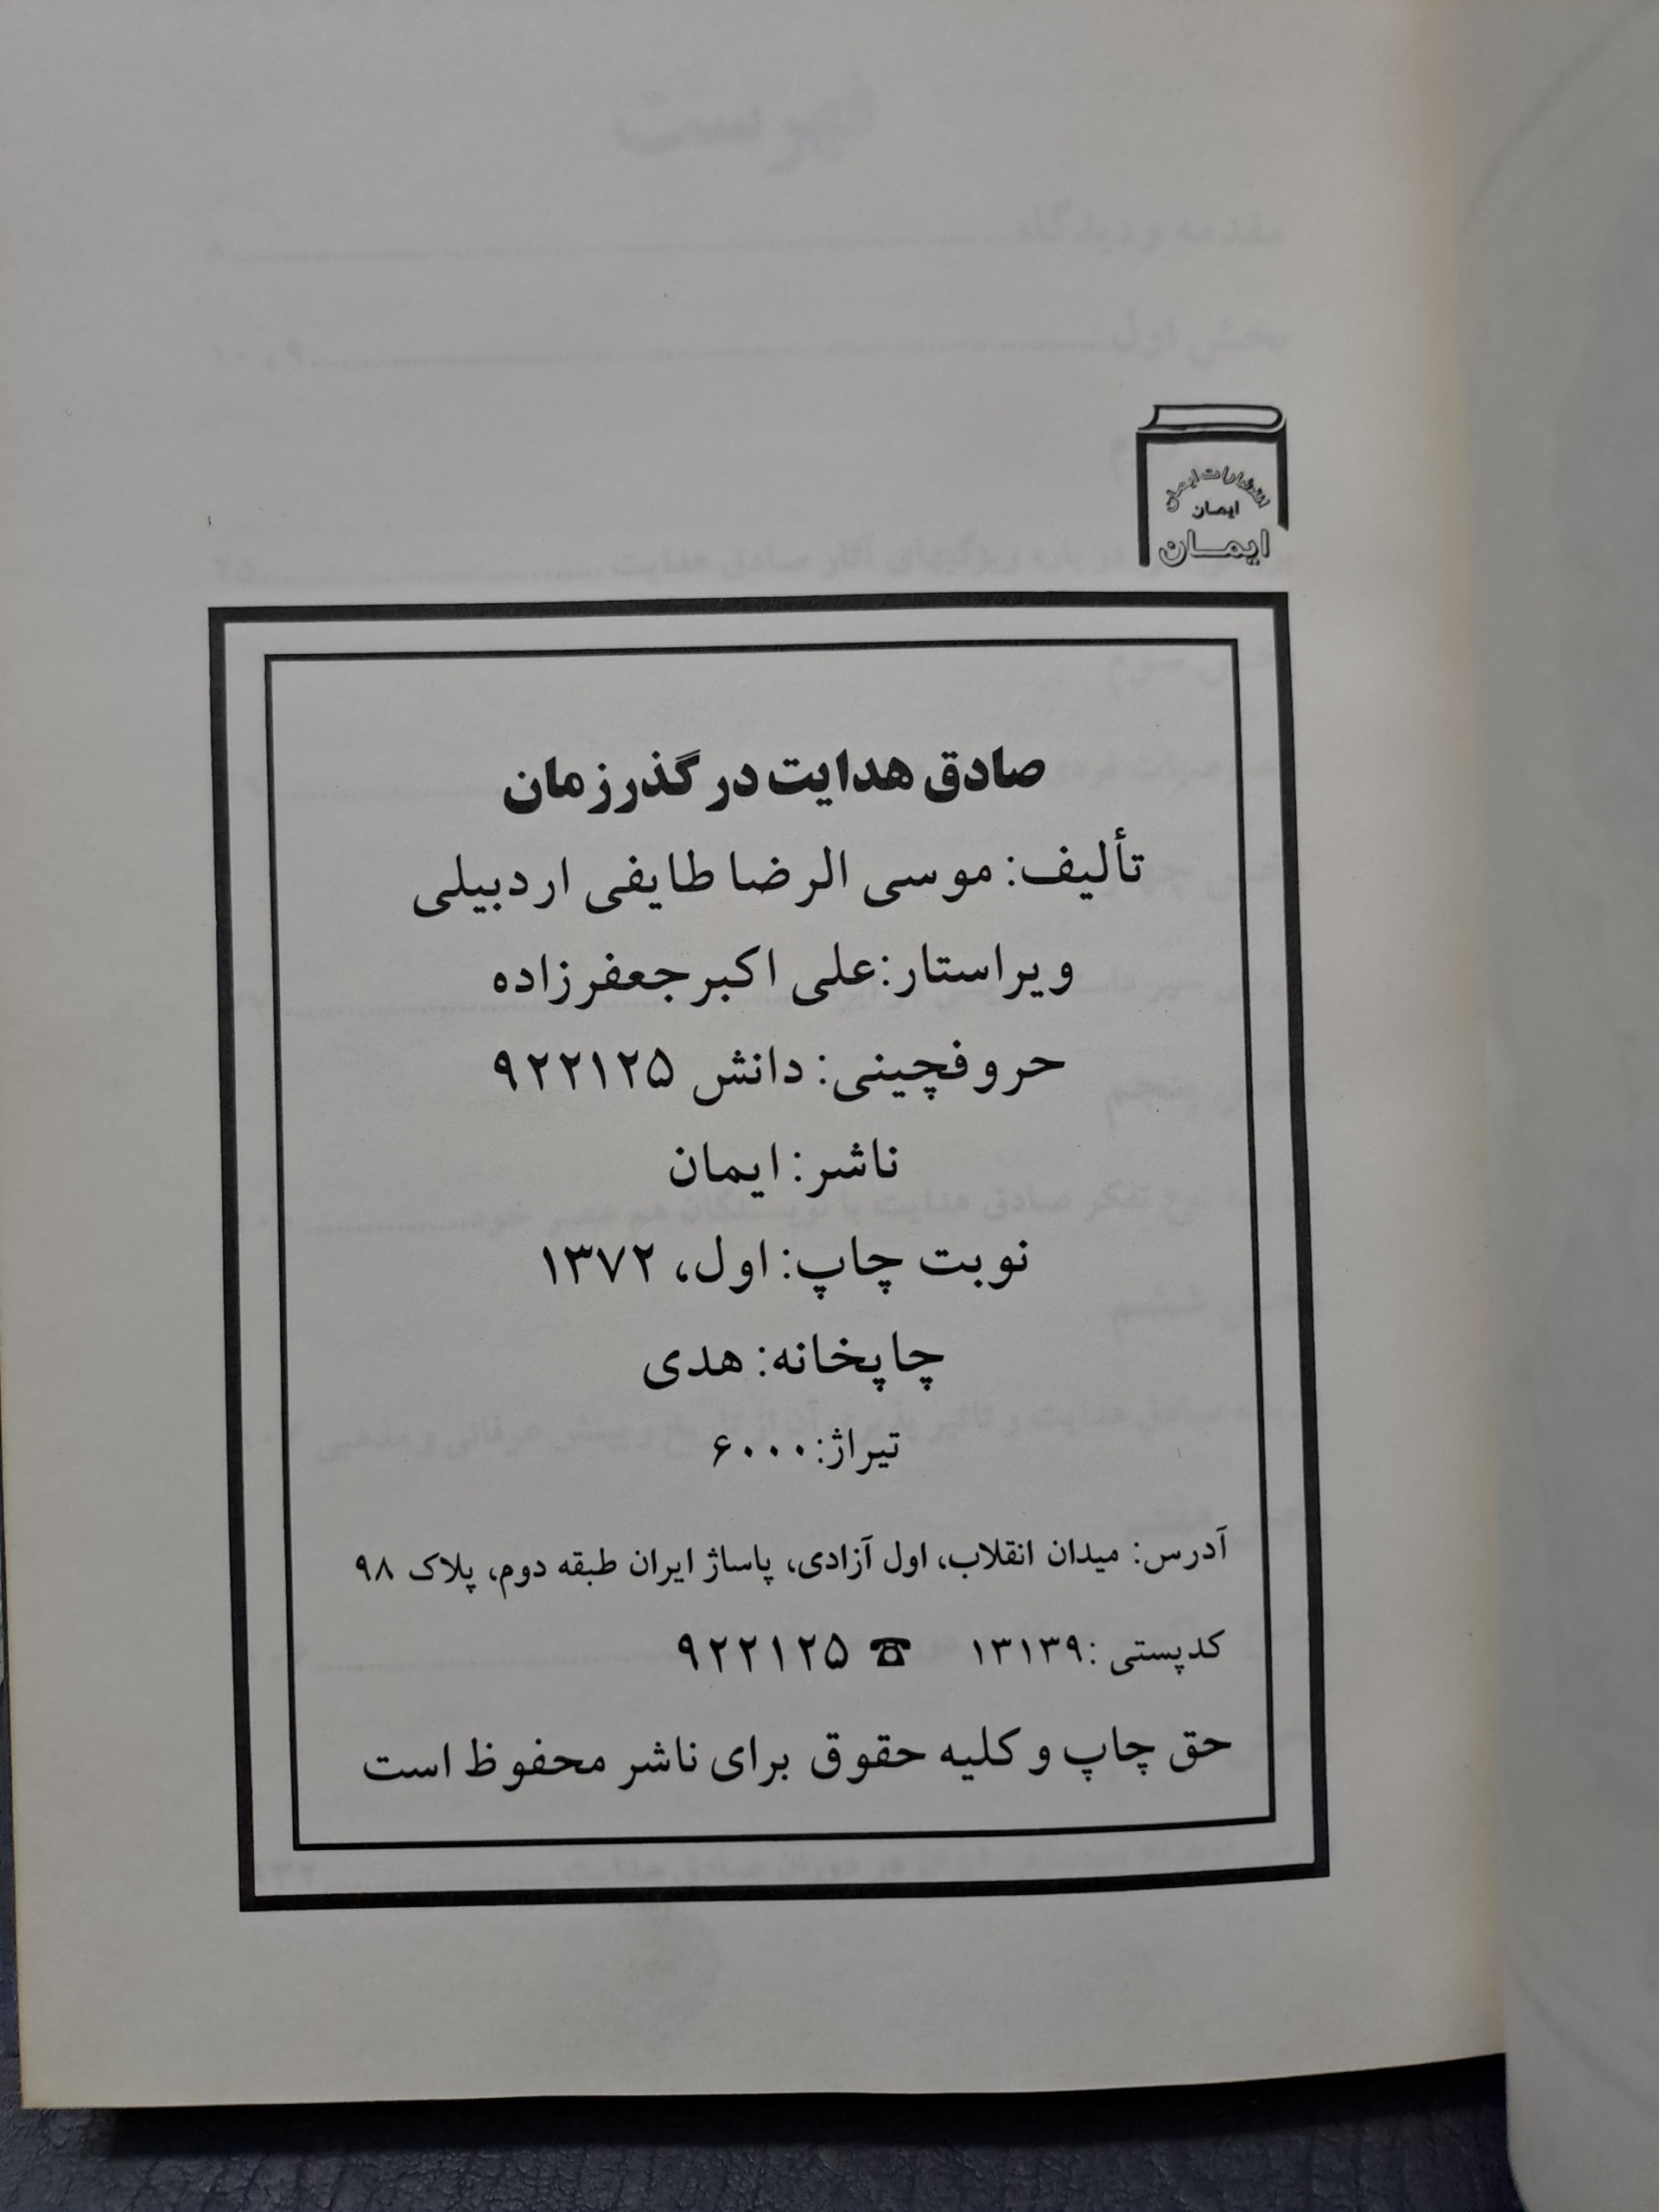 انتشارات ایمان
ایمان
ایمان
صادق هدایت در گذر زمان
تألیف: موسی الرضا طایفی اردبیلی
ویراستار:علی اکبر جعفرزاده
حروفچینی: دانش ۹۲۲۱۲۵
ناشر: ایمان
نوبت چاپ: اول، ۱۳۷۲
چاپخانه: هدی
تیراژ:۶۰۰۰
آدرس: میدان انقلاب، اول آزادی، پاساژ ایران طبقه دوم، پلاک ۹۸
کدپستی :۱۳۱۳۹ ☎ ۹۲۲۱۲۵
حق چاپ و کلیه حقوق برای ناشر محفوظ است